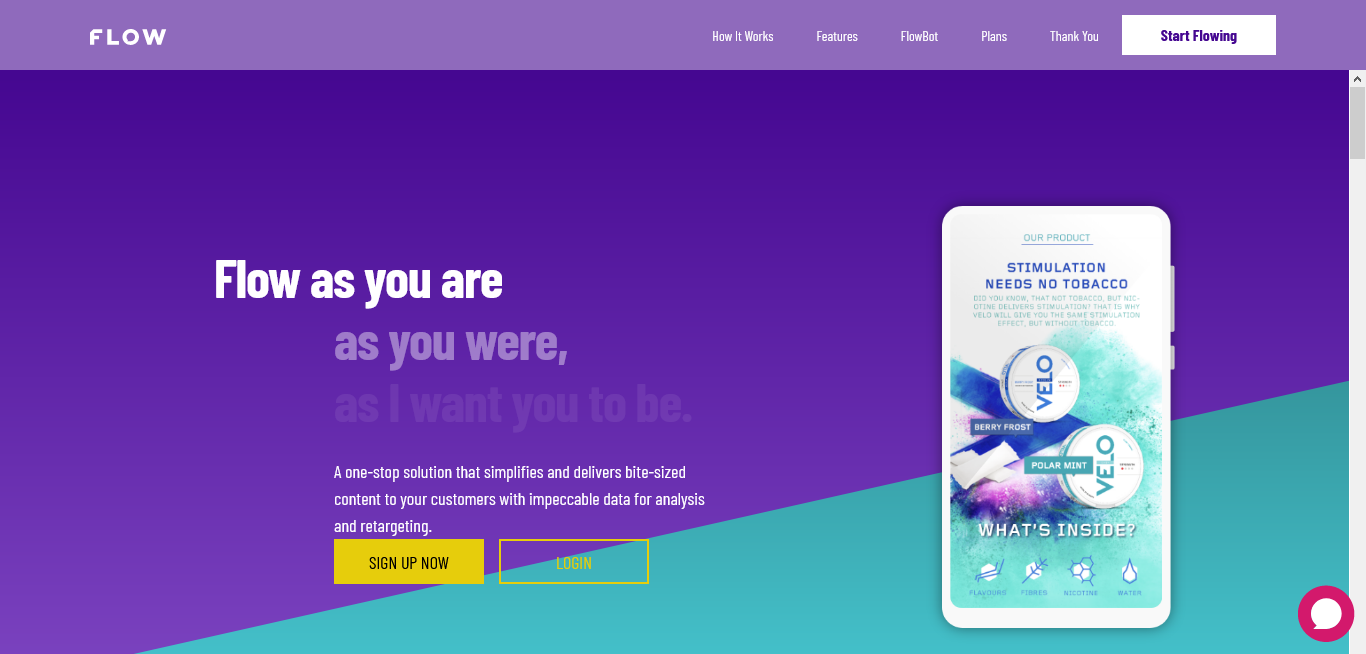 FLOW
How It Works
Features
FlowBot
Plans
Thank You
Start Flowing
Flow as you are
as you were,
as I want you to be.
A one-stop solution that simplifies and delivers bite-sized
content to your customers with impeccable data for analysis
and retargeting.
SIGN UP NOW
LOGIN
OUR PRODUCT
STIMULATION
NEEDS NO TOBACCO
DID YOU KNOW, THAT NOT TOBACCO, BUT NIC-
OTINE DELIVERS STIMULATION? THAT IS WHY
VELO WILL GIVE YOU THE SAME STIMULATION
EFFECT, BUT WITHOUT TOBACCO.
VELO
BERRY FROST
POLAR MINT
VELO
WHAT'S INSIDE?
FLAVOURS
FIBRES
NICOTINE
WATER